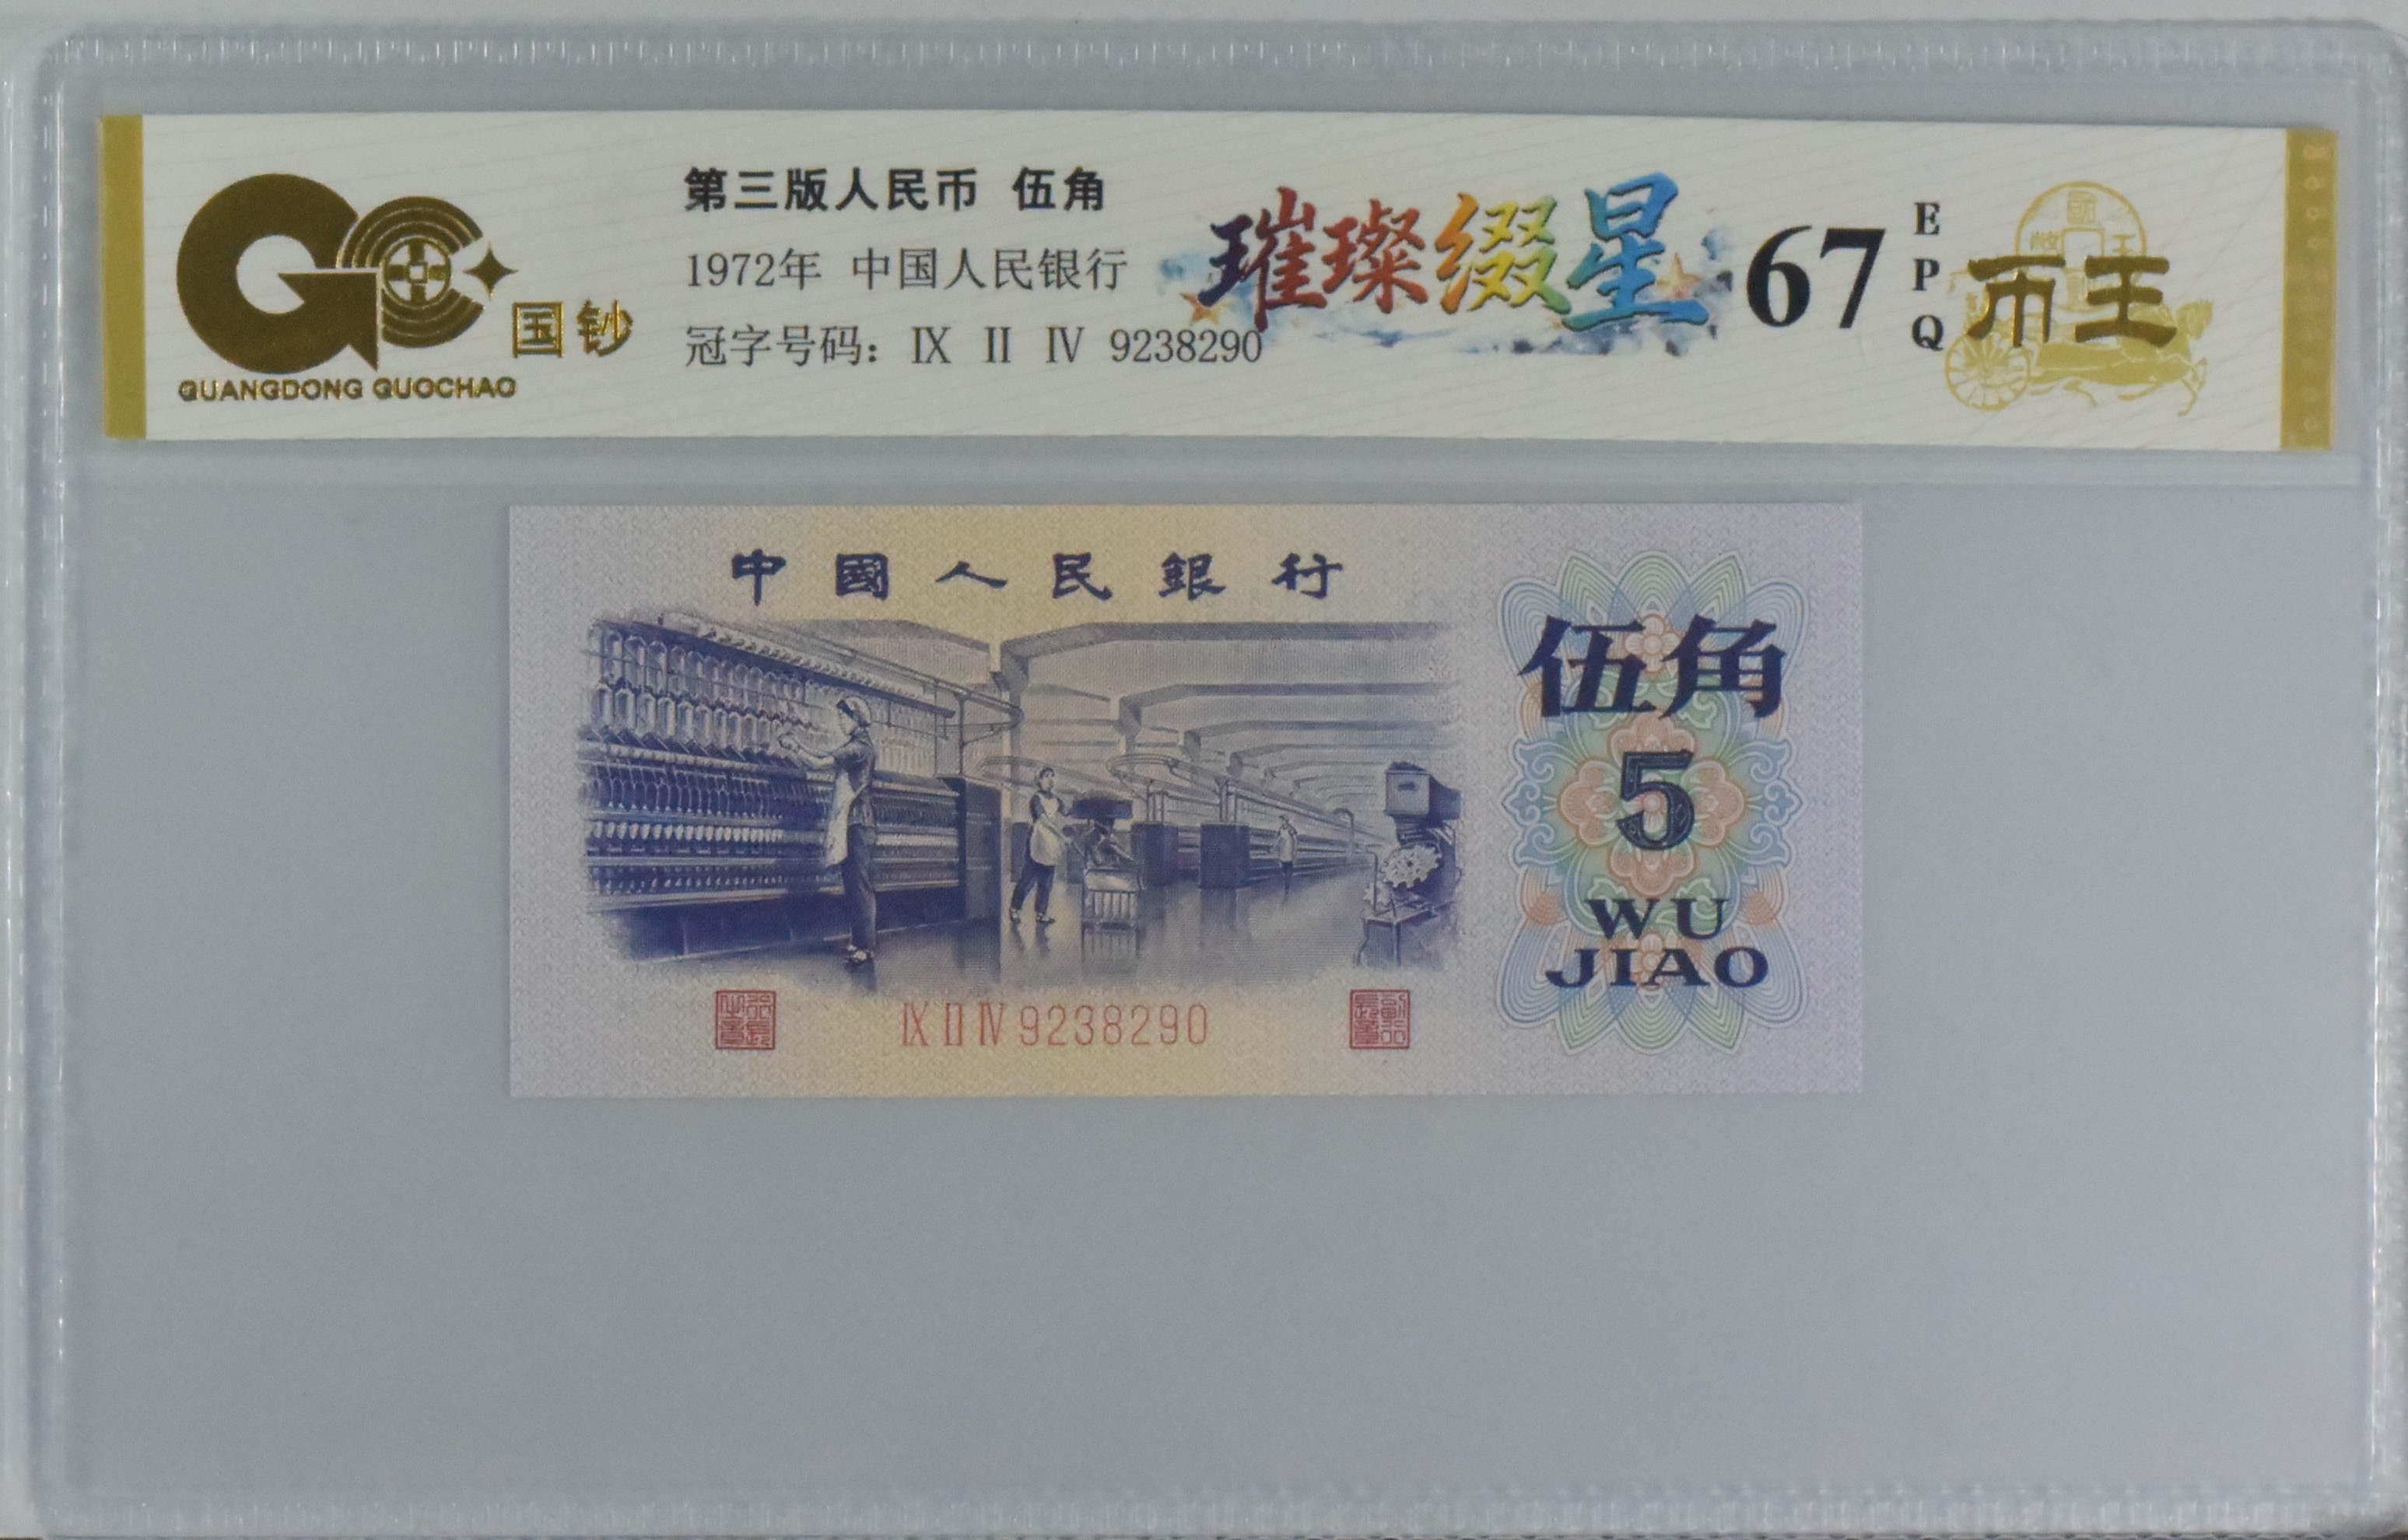 国钞
GUANGDONG GUOCHAO
第三版人民币 伍角
1972年 中国人民银行
冠字号码：Ⅸ Ⅱ Ⅳ 9238290
璀璨缀星
67
EPQ
币王
中國人民銀行
伍角
5
WU
JIAO
Ⅸ Ⅱ Ⅳ 9238290